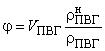 φ = V_ПВГ ρ^н_ПВГ / ρ_ПВГ